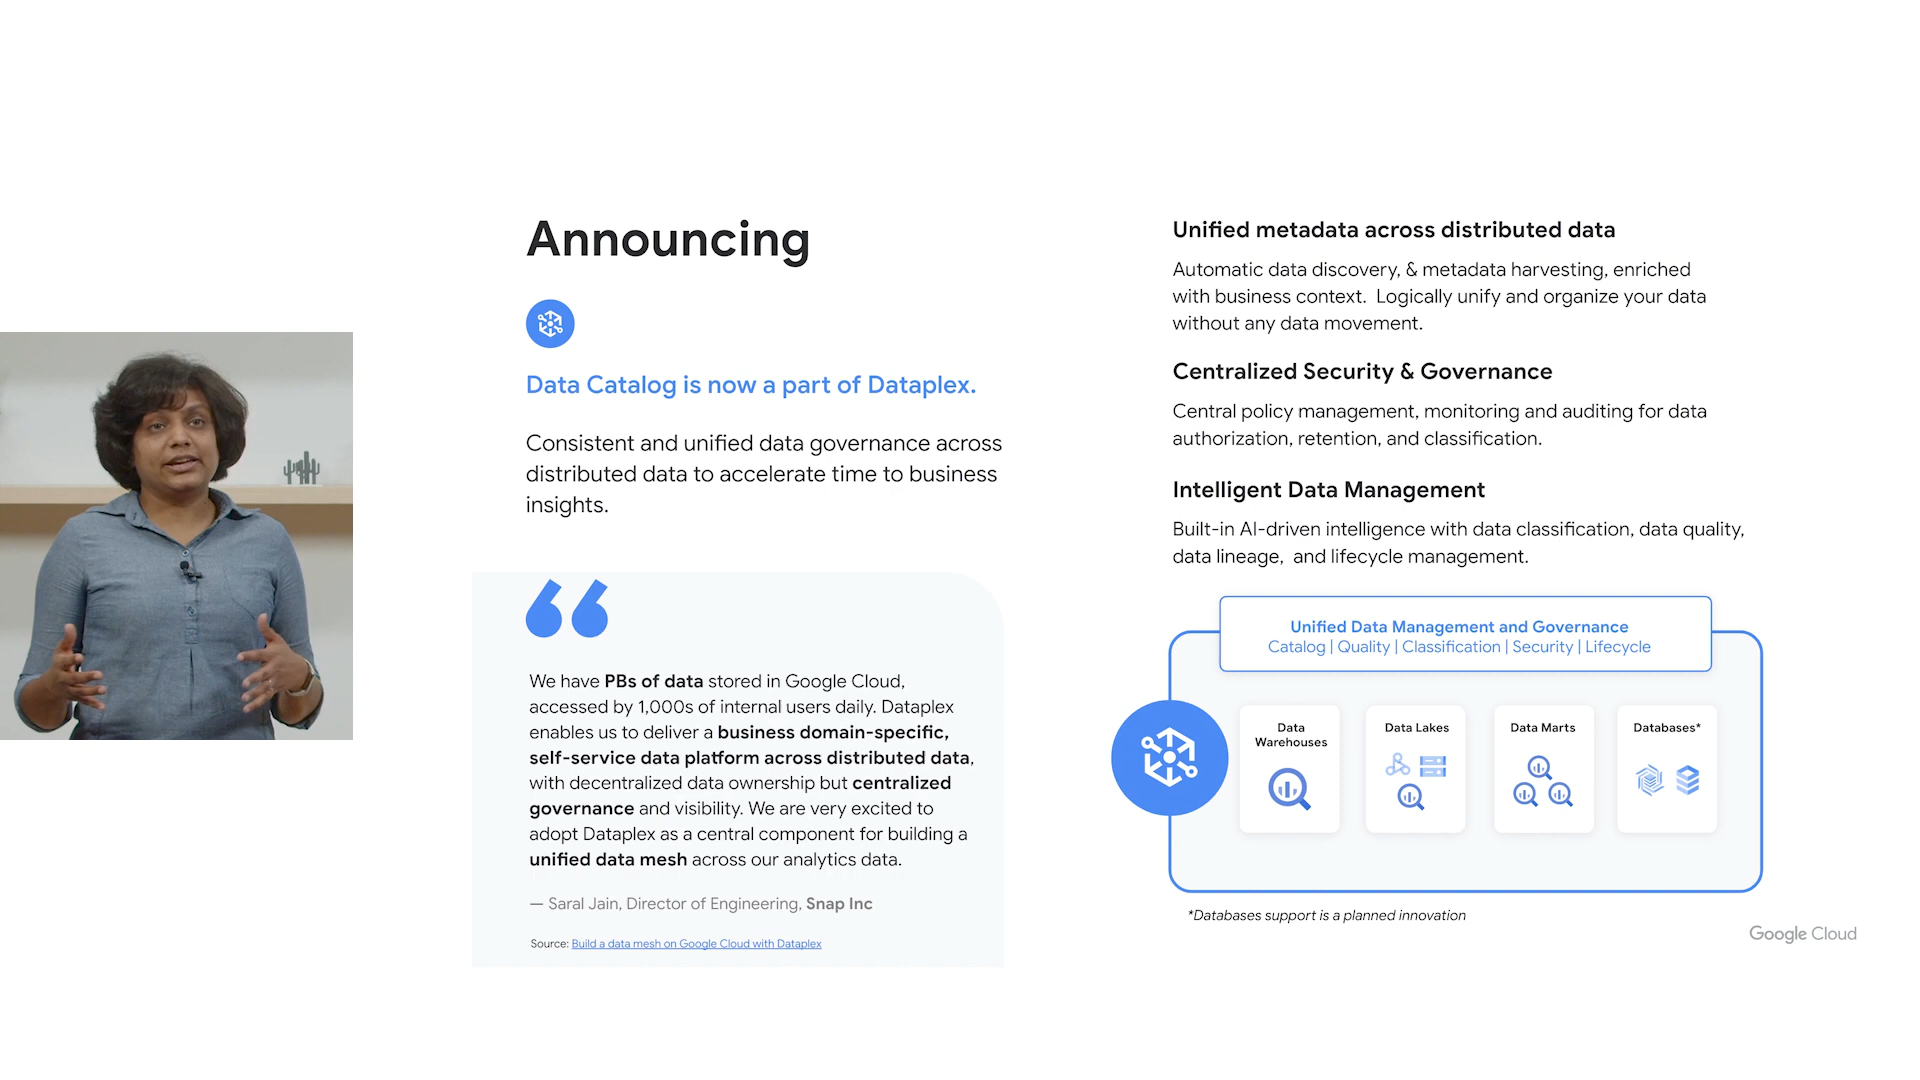 Announcing
Data Catalog is now a part of Dataplex.
Consistent and unified data governance across
distributed data to accelerate time to business
insights.
We have PBs of data stored in Google Cloud,
accessed by 1,000s of internal users daily. Dataplex
enables us to deliver a business domain-specific,
self-service data platform across distributed data,
with decentralized data ownership but centralized
governance and visibility. We are very excited to
adopt Dataplex as a central component for building a
unified data mesh across our analytics data.
— Saral Jain, Director of Engineering, Snap Inc
Source: Build a data mesh on Google Cloud with Dataplex
Unified metadata across distributed data
Automatic data discovery, & metadata harvesting, enriched
with business context. Logically unify and organize your data
without any data movement.
Centralized Security & Governance
Central policy management, monitoring and auditing for data
authorization, retention, and classification.
Intelligent Data Management
Built-in AI-driven intelligence with data classification, data quality,
data lineage, and lifecycle management.
Unified Data Management and Governance
Catalog | Quality | Classification | Security | Lifecycle
Data
Warehouses
Data Lakes
Data Marts
Databases*
*Databases support is a planned innovation
Google Cloud